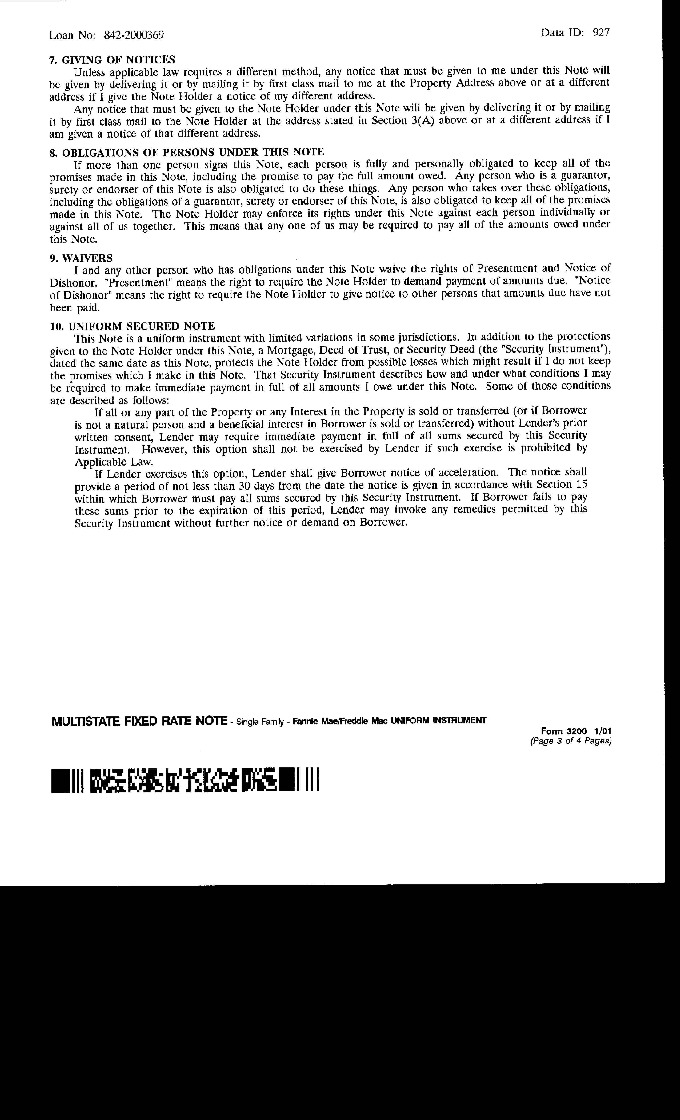 Loan No: 842-2000369
Data ID: 927
7. GIVING OF NOTICES
Unless applicable law requires a different method, any notice that must be given to me under this Note will
be given by delivering it or by mailing it by first class mail to me at the Property Address above or at a different
address if I give the Note Holder a notice of my different address.
Any notice that must be given to the Note Holder under this Note will be given by delivering it or by mailing
it by first class mail to the Note Holder at the address stated in Section 3(A) above or at a different address if I
am given a notice of that different address.
8. OBLIGATIONS OF PERSONS UNDER THIS NOTE
If more than one person signs this Note, each person is fully and personally obligated to keep all of the
promises made in this Note, including the promise to pay the full amount owed. Any person who is a guarantor,
surety or endorser of this Note is also obligated to do these things. Any person who takes over these obligations,
including the obligations of a guarantor, surety or endorser of this Note, is also obligated to keep all of the promises
made in this Note. The Note Holder may enforce its rights under this Note against each person individually or
against all of us together. This means that any one of us may be required to pay all of the amounts owed under
this Note.
9. WAIVERS
I and any other person who has obligations under this Note waive the rights of Presentment and Notice of
Dishonor. "Presentment" means the right to require the Note Holder to demand payment of amounts due. "Notice
of Dishonor" means the right to require the Note Holder to give notice to other persons that amounts due have not
been paid.
10. UNIFORM SECURED NOTE
This Note is a uniform instrument with limited variations in some jurisdictions. In addition to the protections
given to the Note Holder under this Note, a Mortgage, Deed of Trust, or Security Deed (the "Security Instrument"),
dated the same date as this Note, protects the Note Holder from possible losses which might result if I do not keep
the promises which I make in this Note. That Security Instrument describes how and under what conditions I may
be required to make immediate payment in full of all amounts I owe under this Note. Some of those conditions
are described as follows:
If all or any part of the Property or any Interest in the Property is sold or transferred (or if Borrower
is not a natural person and a beneficial interest in Borrower is sold or transferred) without Lender's prior
written consent, Lender may require immediate payment in full of all sums secured by this Security
Instrument. However, this option shall not be exercised by Lender if such exercise is prohibited by
Applicable Law.
If Lender exercises this option, Lender shall give Borrower notice of acceleration. The notice shall
provide a period of not less than 30 days from the date the notice is given in accordance with Section 15
within which Borrower must pay all sums secured by this Security Instrument. If Borrower fails to pay
these sums prior to the expiration of this period, Lender may invoke any remedies permitted by this
Security Instrument without further notice or demand on Borrower.
MULTISTATE FIXED RATE NOTE - Single Family - Fannie Mae/Freddie Mac UNIFORM INSTRUMENT
Form 3200 1/01
(Page 3 of 4 Pages)